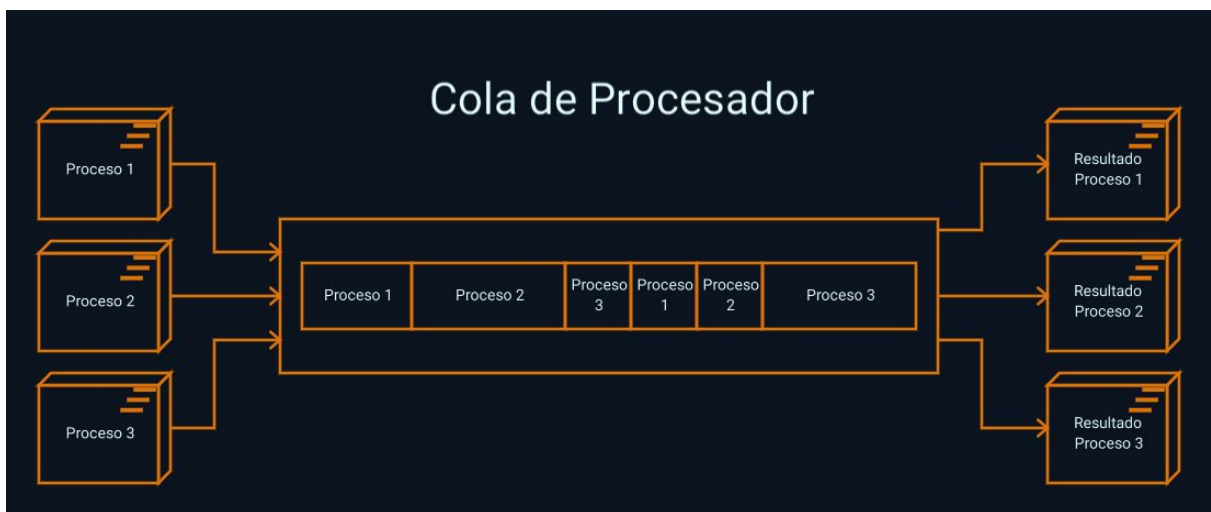 Cola de Procesador
Proceso 1
Proceso 2
Proceso 3
Proceso 1
Proceso 2
Proceso
3
Proceso
1
Proceso
2
Proceso 3
Resultado
Proceso 1
Resultado
Proceso 2
Resultado
Proceso 3